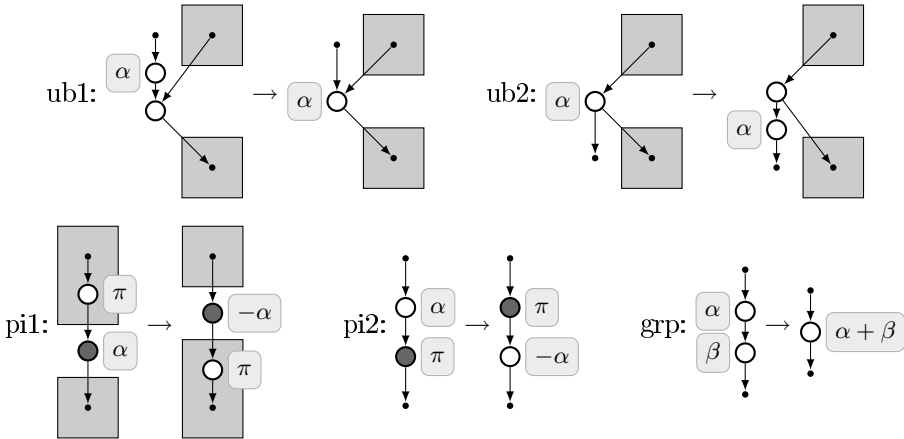 ub1: α → α
ub2: α → α
pi1: π α → −α π
pi2: α π → π −α
grp: α β → α + β